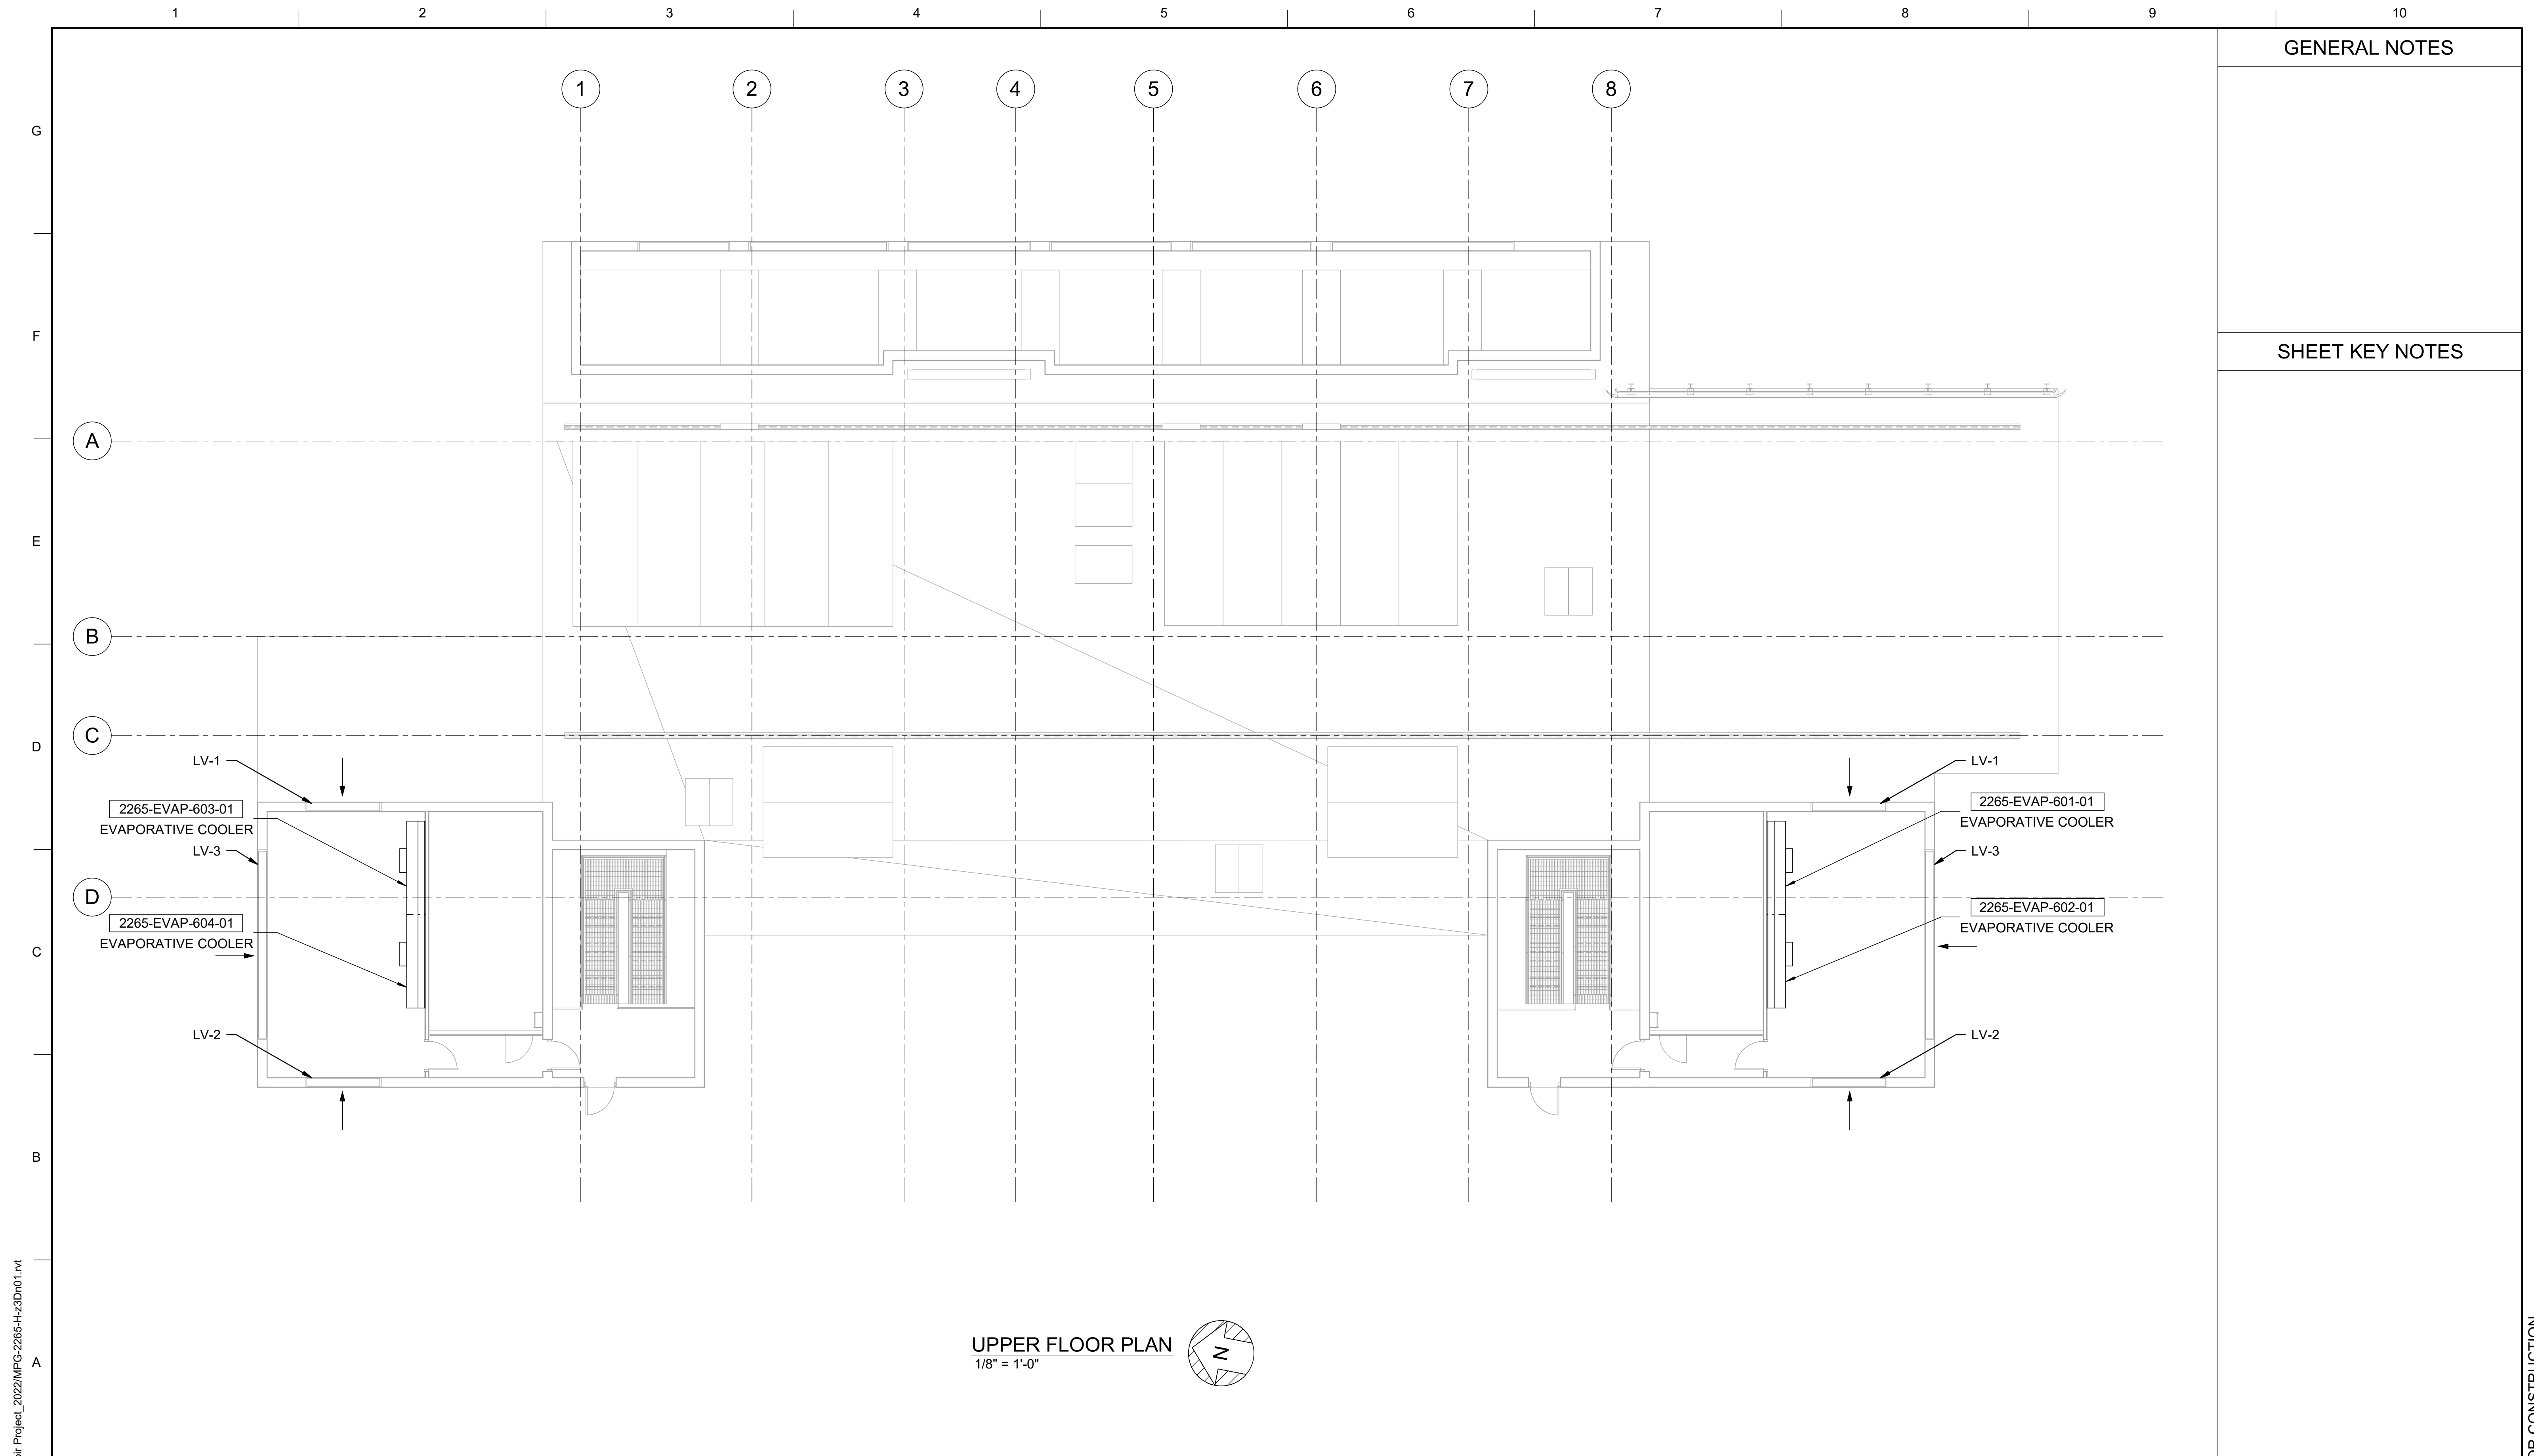 1 2 3 4 5 6 7 8 9 10
GENERAL NOTES
1 2 3 4 5 6 7 8
G
F
SHEET KEY NOTES
A
E
B
C
D
LV-1
LV-1
2265-EVAP-603-01
EVAPORATIVE COOLER
2265-EVAP-601-01
EVAPORATIVE COOLER
LV-3
LV-3
D
2265-EVAP-604-01
EVAPORATIVE COOLER
2265-EVAP-602-01
EVAPORATIVE COOLER
C
LV-2
LV-2
B
UPPER FLOOR PLAN
1/8" = 1'-0"
N
A
Project_2022/MPG-2265-H-z3Dn01.rvt
CONSTRUCTION